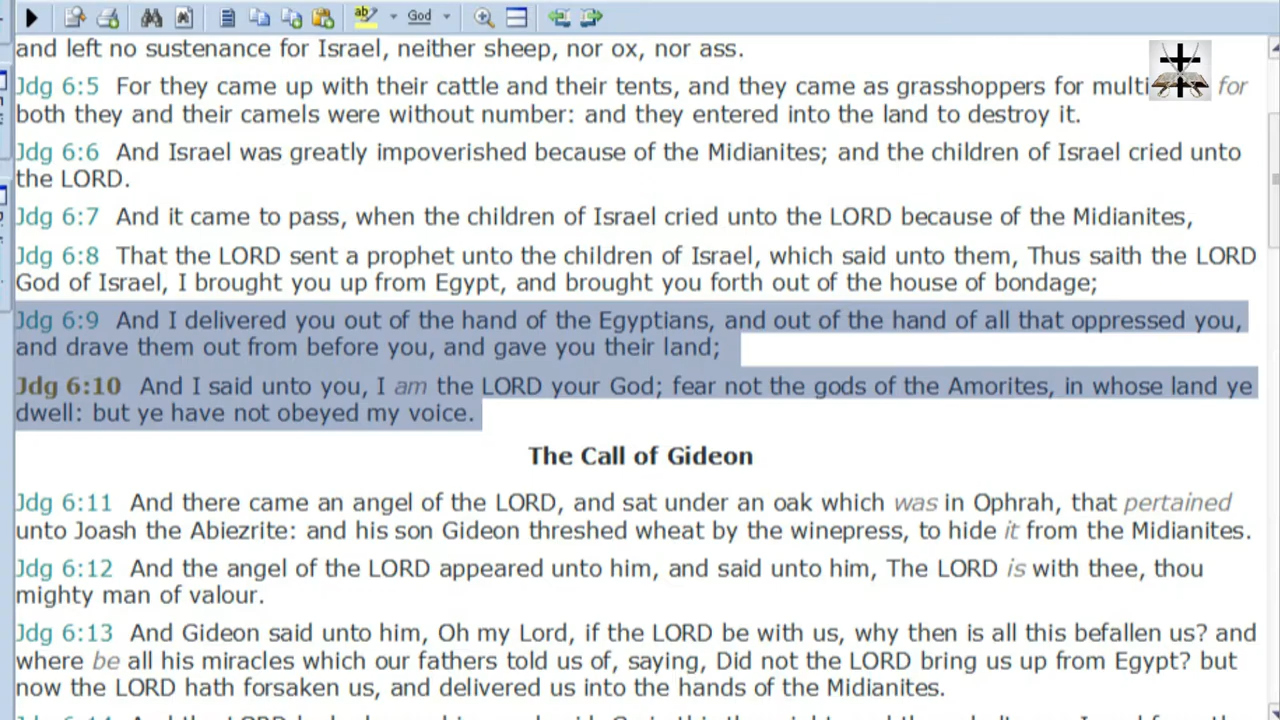 ab
God
and left no sustenance for Israel, neither sheep, nor ox, nor ass.
Jdg 6:5 For they came up with their cattle and their tents, and they came as grasshoppers for for
both they and their camels were without number: and they entered into the land to destroy it.
Jdg 6:6 And Israel was greatly impoverished because of the Midianites; and the children of Israel cried unto
the LORD.
Jdg 6:7 And it came to pass, when the children of Israel cried unto the LORD because of the Midianites,
Jdg 6:8 That the LORD sent a prophet unto the children of Israel, which said unto them, Thus saith the LORD
God of Israel, I brought you up from Egypt, and brought you forth out of the house of bondage;
Jdg 6:9 And I delivered you out of the hand of the Egyptians, and out of the hand of all that oppressed you,
and drave them out from before you, and gave you their land;
Jdg 6:10 And I said unto you, I am the LORD your God; fear not the gods of the Amorites, in whose land ye
dwell: but ye have not obeyed my voice.
The Call of Gideon
Jdg 6:11 And there came an angel of the LORD, and sat under an oak which was in Ophrah, that pertained
unto Joash the Abiezrite: and his son Gideon threshed wheat by the winepress, to hide it from the Midianites.
Jdg 6:12 And the angel of the LORD appeared unto him, and said unto him, The LORD is with thee, thou
mighty man of valour.
Jdg 6:13 And Gideon said unto him, Oh my Lord, if the LORD be with us, why then is all this befallen us? and
where be all his miracles which our fathers told us of, saying, Did not the LORD bring us up from Egypt? but
now the LORD hath forsaken us, and delivered us into the hands of the Midianites.